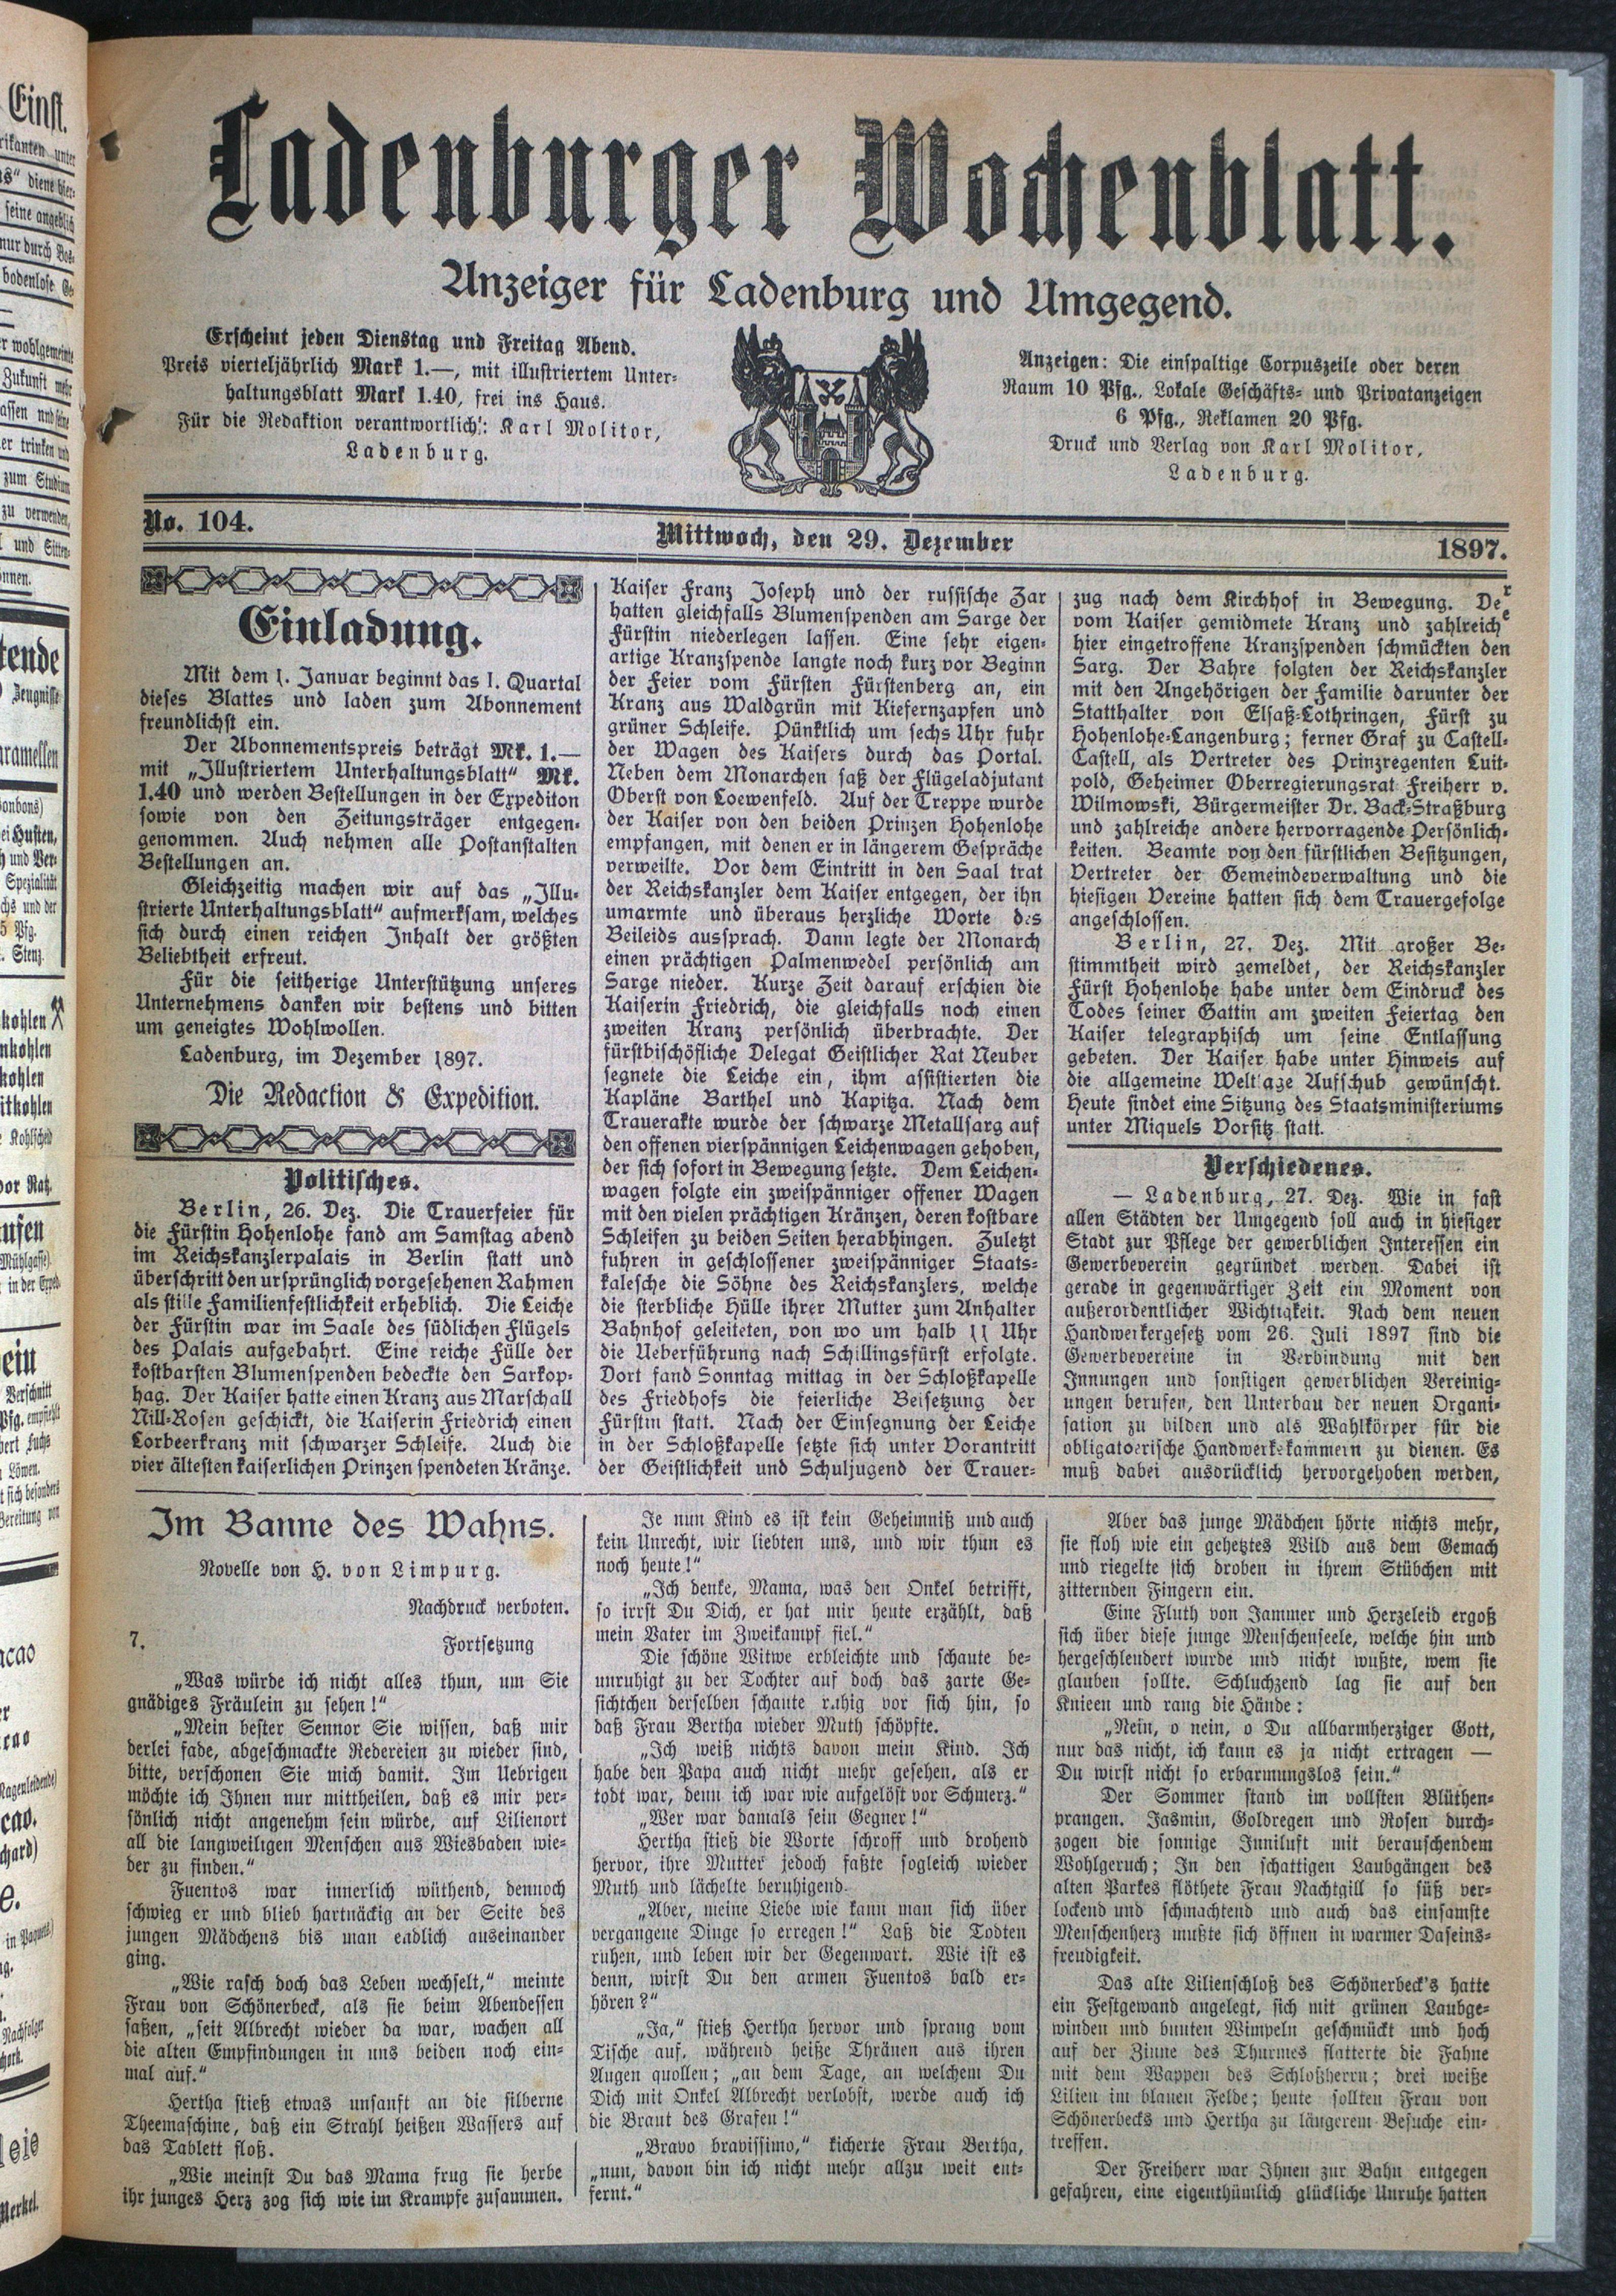 Ladenburger Wochenblatt.
Anzeiger für Ladenburg und Umgegend.
Erscheint jeden Dienstag und Freitag Abend.
Preis vierteljährlich Mark 1.—, mit illustriertem Unter-
haltungsblatt Mark 1.40, frei ins Haus.
Für die Redaktion verantwortlich: Karl Molitor,
Ladenburg.
Anzeigen: Die einspaltige Corpuszeile oder deren
Raum 10 Pfg., Lokale Geschäfts- und Privatanzeigen
6 Pfg., Reklamen 20 Pfg.
Druck und Verlag von Karl Molitor,
Ladenburg.
No. 104.
Mittwoch, den 29. Dezember
1897.
Einladung.
Mit dem 1. Januar beginnt das I. Quartal
dieses Blattes und laden zum Abonnement
freundlichst ein.
Der Abonnementspreis beträgt Mk. 1.—
mit „Illustriertem Unterhaltungsblatt“ Mk.
1.40 und werden Bestellungen in der Expediton
sowie von den Zeitungsträger entgegen-
genommen. Auch nehmen alle Postanstalten
Bestellungen an.
Gleichzeitig machen wir auf das „Illu-
strierte Unterhaltungsblatt“ aufmerksam, welches
sich durch einen reichen Inhalt der größten
Beliebtheit erfreut.
Für die seitherige Unterstützung unseres
Unternehmens danken wir bestens und bitten
um geneigtes Wohlwollen.
Ladenburg, im Dezember 1897.
Die Redaction & Expedition.
Politisches.
Berlin, 26. Dez. Die Trauerfeier für
die Fürstin Hohenlohe fand am Samstag abend
im Reichskanzlerpalais in Berlin statt und
überschritt den ursprünglich vorgesehenen Rahmen
als stille Familienfestlichkeit erheblich. Die Leiche
der Fürstin war im Saale des südlichen Flügels
des Palais aufgebahrt. Eine reiche Fülle der
kostbarsten Blumenspenden bedeckte den Sarkop-
hag. Der Kaiser hatte einen Kranz aus Marschall
Nill-Rosen geschickt, die Kaiserin Friedrich einen
Lorbeerkranz mit schwarzer Schleife. Auch die
vier ältesten kaiserlichen Prinzen spendeten Kränze.
Kaiser Franz Joseph und der russische Zar
hatten gleichfalls Blumenspenden am Sarge der
Fürstin niederlegen lassen. Eine sehr eigen-
artige Kranzspende langte noch kurz vor Beginn
der Feier vom Fürsten Fürstenberg an, ein
Kranz aus Waldgrün mit Kiefernzapfen und
grüner Schleife. Pünktlich um sechs Uhr fuhr
der Wagen des Kaisers durch das Portal.
Neben dem Monarchen saß der Flügeladjutant
Oberst von Loewenfeld. Auf der Treppe wurde
der Kaiser von den beiden Prinzen Hohenlohe
empfangen, mit denen er in längerem Gespräche
verweilte. Vor dem Eintritt in den Saal trat
der Reichskanzler dem Kaiser entgegen, der ihn
umarmte und überaus herzliche Worte des
Beileids aussprach. Dann legte der Monarch
einen prächtigen Palmenwedel persönlich am
Sarge nieder. Kurze Zeit darauf erschien die
Kaiserin Friedrich, die gleichfalls noch einen
zweiten Kranz persönlich überbrachte. Der
fürstbischöfliche Delegat Geistlicher Rat Neuber
segnete die Leiche ein, ihm assistierten die
Kapläne Barthel und Kapitza. Nach dem
Trauerakte wurde der schwarze Metallsarg auf
den offenen vierspännigen Leichenwagen gehoben,
der sich sofort in Bewegung setzte. Dem Leichen-
wagen folgte ein zweispänniger offener Wagen
mit den vielen prächtigen Kränzen, deren kostbare
Schleifen zu beiden Seiten herabhingen. Zuletzt
fuhren in geschlossener zweispänniger Staats-
kalesche die Söhne des Reichskanzlers, welche
die sterbliche Hülle ihrer Mutter zum Anhalter
Bahnhof geleiteten, von wo um halb 11 Uhr
die Ueberführung nach Schillingsfürst erfolgte.
Dort fand Sonntag mittag in der Schloßkapelle
des Friedhofs die feierliche Beisetzung der
Fürstin statt. Nach der Einsegnung der Leiche
in der Schloßkapelle setzte sich unter Vorantritt
der Geistlichkeit und Schuljugend der Trauer-
zug nach dem Kirchhof in Bewegung. Der
vom Kaiser gemidmete Kranz und zahlreiche
hier eingetroffene Kranzspenden schmückten den
Sarg. Der Bahre folgten der Reichskanzler
mit den Angehörigen der Familie darunter der
Statthalter von Elsaß-Lothringen, Fürst zu
Hohenlohe-Langenburg; ferner Graf zu Castell-
Castell, als Vertreter des Prinzregenten Luit-
pold, Geheimer Oberregierungsrat Freiherr v.
Wilmowski, Bürgermeister Dr. Back-Straßburg
und zahlreiche andere hervorragende Persönlich-
keiten. Beamte von den fürstlichen Besitzungen,
Vertreter der Gemeindeverwaltung und die
hiesigen Vereine hatten sich dem Trauergefolge
angeschlossen.
Berlin, 27. Dez. Mit großer Be-
stimmtheit wird gemeldet, der Reichskanzler
Fürst Hohenlohe habe unter dem Eindruck des
Todes seiner Gattin am zweiten Feiertag den
Kaiser telegraphisch um seine Entlassung
gebeten. Der Kaiser habe unter Hinweis auf
die allgemeine Weltlage Aufschub gewünscht.
Heute findet eine Sitzung des Staatsministeriums
unter Miquels Vorsitz statt.
Verschiedenes.
— Ladenburg, 27. Dez. Wie in fast
allen Städten der Umgegend soll auch in hiesiger
Stadt zur Pflege der gewerblichen Interessen ein
Gewerbeverein gegründet werden. Dabei ist
gerade in gegenwärtiger Zeit ein Moment von
außerordentlicher Wichtigkeit. Nach dem neuen
Handwerkergesetz vom 26. Juli 1897 sind die
Gewerbevereine in Verbindung mit den
Innungen und sonstigen gewerblichen Vereinig-
ungen berufen, den Unterbau der neuen Organi-
sation zu bilden und als Wahlkörper für die
obligatorische Handwerkskammern zu dienen. Es
muß dabei ausdrücklich hervorgehoben werden,
Im Banne des Wahns.
Novelle von H. von Limpurg.
Nachdruck verboten.
7. Fortsetzung
„Was würde ich nicht alles thun, um Sie
gnädiges Fräulein zu sehen!“
„Mein bester Sennor Sie wissen, daß mir
derlei fade, abgeschmackte Redereien zu wieder sind,
bitte, verschonen Sie mich damit. Im Uebrigen
möchte ich Ihnen nur mittheilen, daß es mir per-
sönlich nicht angenehm sein würde, auf Lilienort
all die langweiligen Menschen aus Wiesbaden wie-
der zu finden.“
Fuentos war innerlich wüthend, dennoch
schwieg er und blieb hartnäckig an der Seite des
jungen Mädchens bis man endlich auseinander
ging.
„Wie rasch doch das Leben wechselt,“ meinte
Frau von Schönerbeck, als sie beim Abendessen
saßen, „seit Albrecht wieder da war, wachen all
die alten Empfindungen in uns beiden noch ein-
mal auf.“
Hertha stieß etwas unsanft an die silberne
Theemaschine, daß ein Strahl heißen Wassers auf
das Tablett floß.
„Wie meinst Du das Mama frug sie herbe
ihr junges Herz zog sich wie im Krampfe zusammen.
Je nun Kind es ist kein Geheimniß und auch
kein Unrecht, wir liebten uns, und wir thun es
noch heute!“
„Ich denke, Mama, was den Onkel betrifft,
so irrst Du Dich, er hat mir heute erzählt, daß
mein Vater im Zweikampf fiel.“
Die schöne Witwe erbleichte und schaute be-
unruhigt zu der Tochter auf doch das zarte Ge-
sichtchen derselben schaute ruhig vor sich hin, so
daß Frau Bertha wieder Muth schöpfte.
„Ich weiß nichts davon mein Kind. Ich
habe den Papa auch nicht mehr gesehen, als er
todt war, denn ich war wie aufgelöst vor Schmerz.“
„Wer war damals sein Gegner!“
Hertha stieß die Worte schroff und drohend
hervor, ihre Mutter jedoch faßte sogleich wieder
Muth und lächelte beruhigend.
„Aber, meine Liebe wie kann man sich über
vergangene Dinge so erregen!“ Laß die Todten
ruhen, und leben wir der Gegenwart. Wie ist es
denn, wirst Du den armen Fuentos bald er-
hören?“
„Ja,“ stieß Hertha hervor und sprang vom
Tische auf, während heiße Thränen aus ihren
Augen quollen; „an dem Tage, an welchem Du
Dich mit Onkel Albrecht verlobst, werde auch ich
die Braut des Grafen!“
„Bravo bravissimo,“ kicherte Frau Bertha,
„nun, davon bin ich nicht mehr allzu weit ent-
fernt.“
Aber das junge Mädchen hörte nichts mehr,
sie floh wie ein gehetztes Wild aus dem Gemach
und riegelte sich droben in ihrem Stübchen mit
zitternden Fingern ein.
Eine Fluth von Jammer und Herzeleid ergoß
sich über diese junge Menschenseele, welche hin und
hergeschleudert wurde und nicht wußte, wem sie
glauben sollte. Schluchzend lag sie auf den
Knieen und rang die Hände:
„Nein, o nein, o Du allbarmherziger Gott,
nur das nicht, ich kann es ja nicht ertragen —
Du wirst nicht so erbarmungslos sein.“
Der Sommer stand im vollsten Blüthen-
prangen. Jasmin, Goldregen und Rosen durch-
zogen die sonnige Juniluft mit berauschendem
Wohlgeruch; In den schattigen Laubgängen des
alten Parkes flöthete Frau Nachtgill so süß ver-
lockend und schmachtend und auch das einsamste
Menschenherz mußte sich öffnen in warmer Daseins-
freudigkeit.
Das alte Lilienschloß des Schönerbeck's hatte
ein Festgewand angelegt, sich mit grünen Laubge-
winden und bunten Wimpeln geschmückt und hoch
auf der Zinne des Thurmes flatterte die Fahne
mit dem Wappen des Schloßherrn; drei weiße
Lilien im blauen Felde; heute sollten Frau von
Schönerbecks und Hertha zu längerem Besuche ein-
treffen.
Der Freiherr war Ihnen zur Bahn entgegen
gefahren, eine eigenthümlich glückliche Unruhe hatten